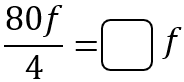 80f/4 = □ f